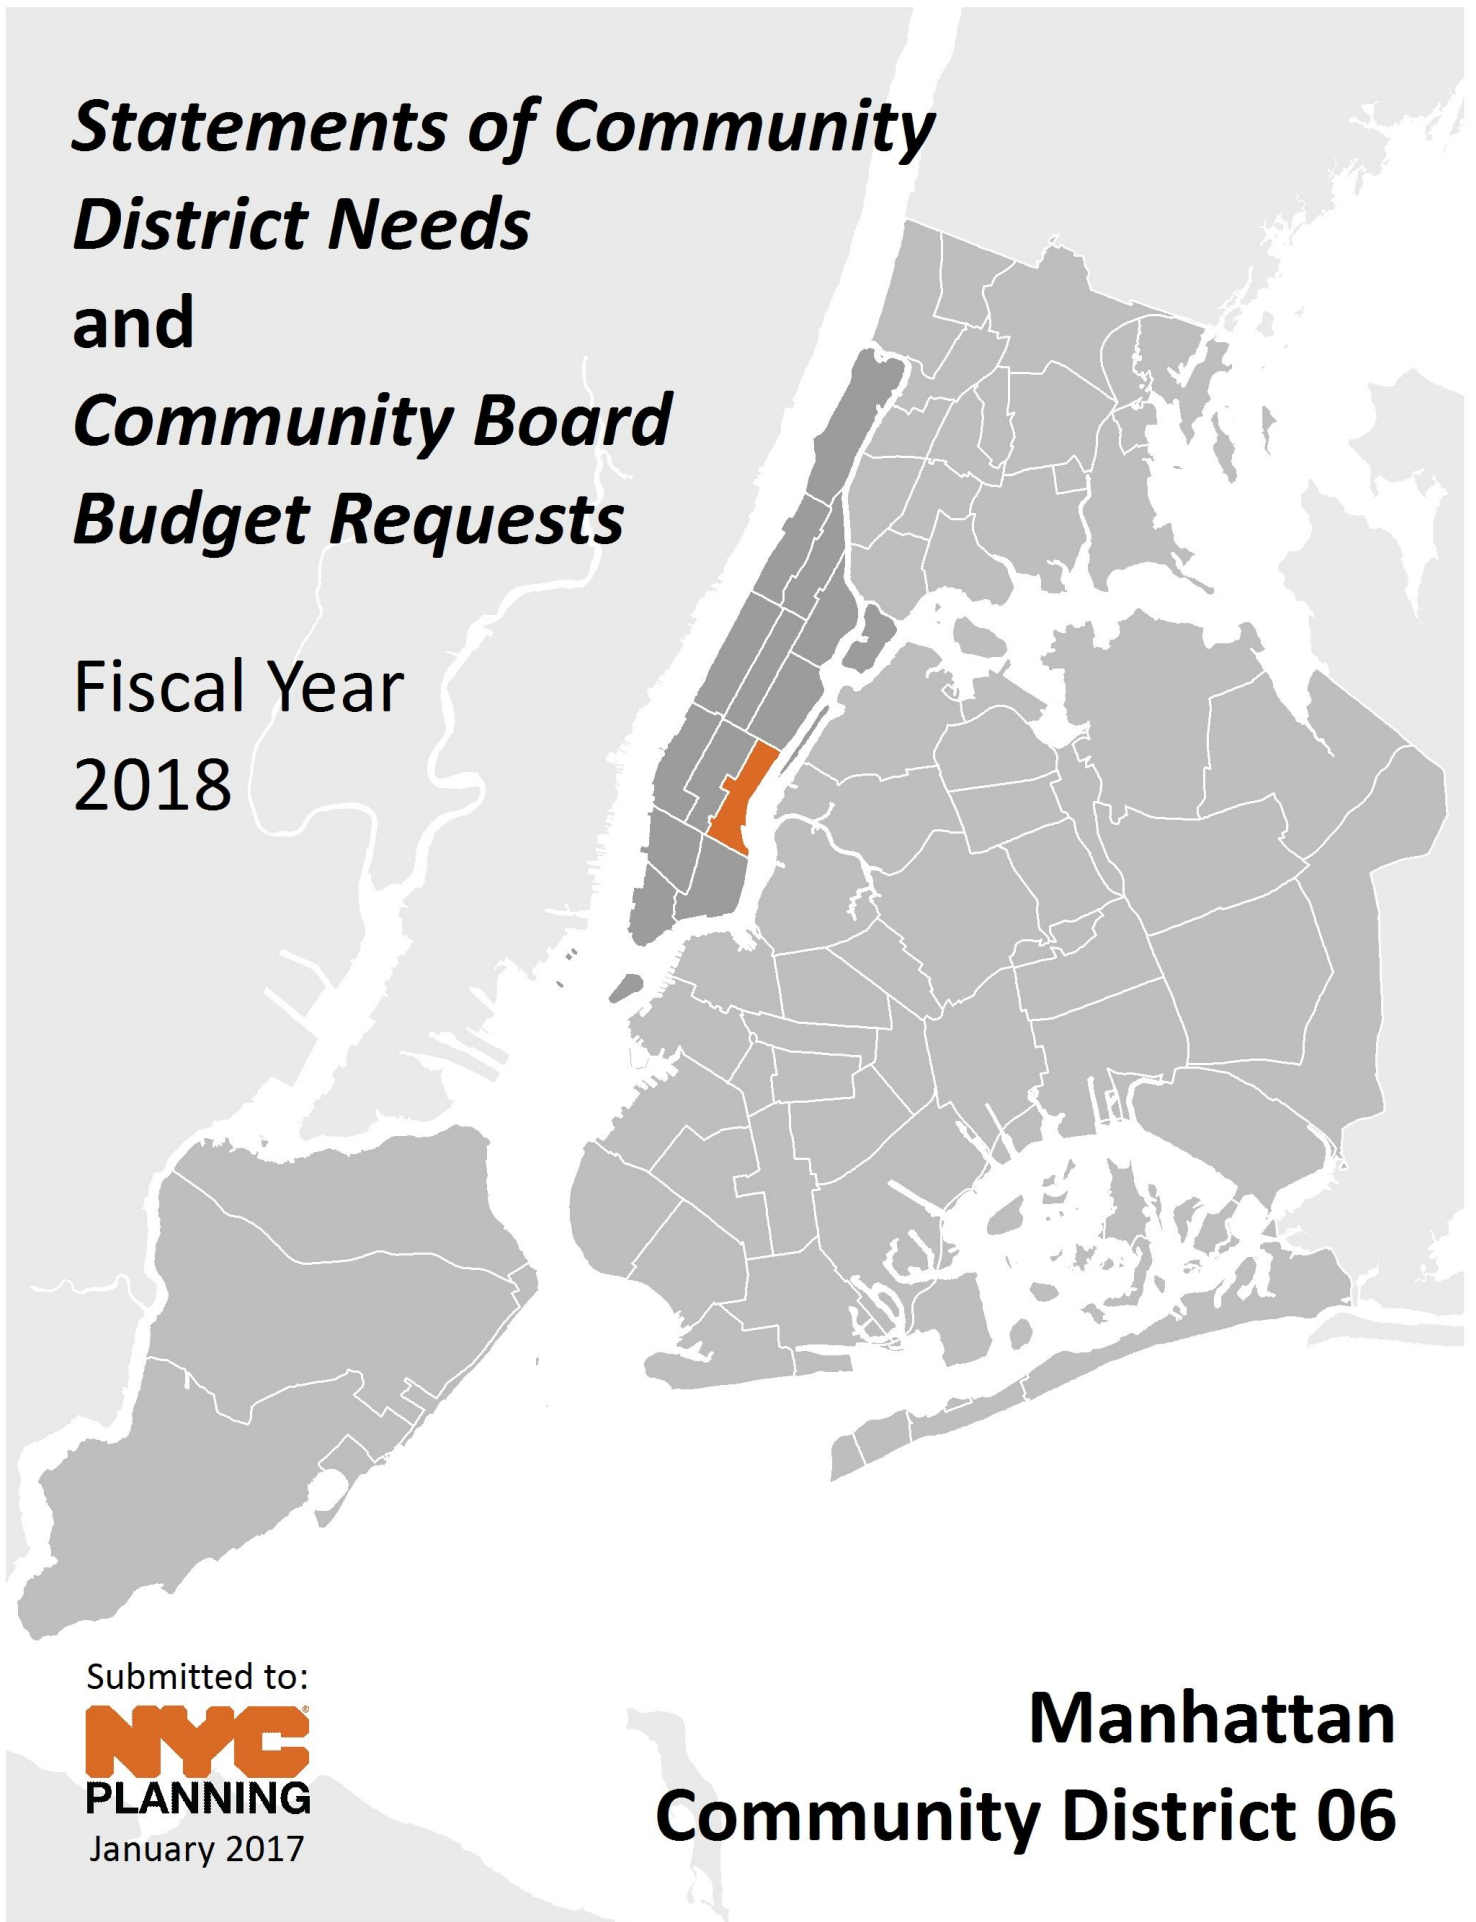 Statements of Community
District Needs
and
Community Board
Budget Requests
Fiscal Year
2018
Submitted to:
NYC®
PLANNING
January 2017
Manhattan
Community District 06